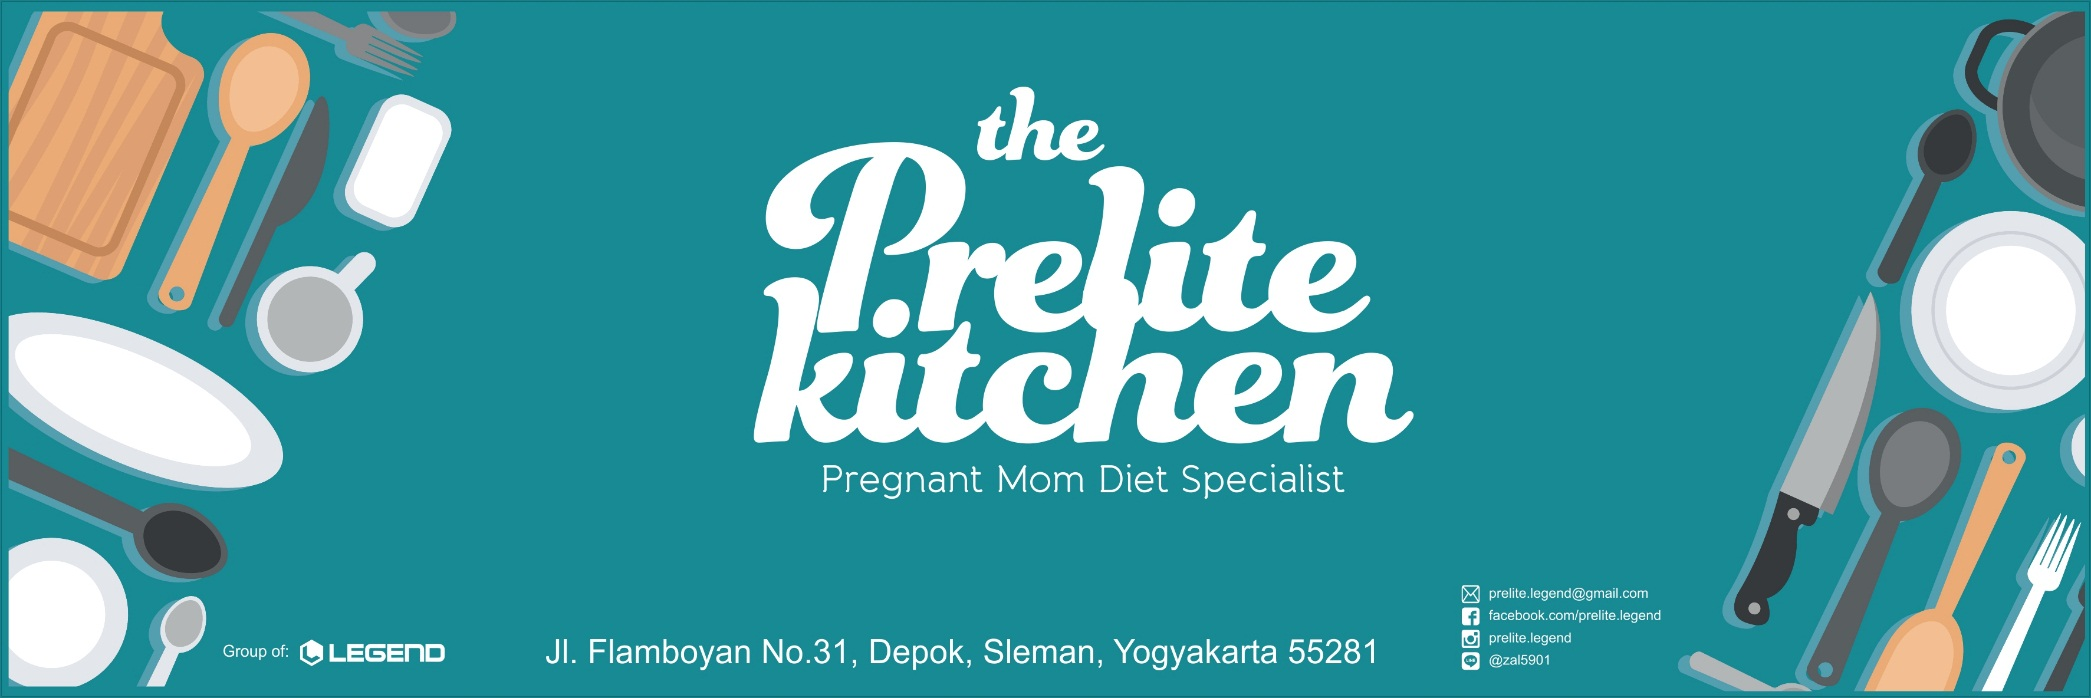 the
Prelite
kitchen
Pregnant Mom Diet Specialist
Group of: LEGEND
Jl. Flamboyan No.31, Depok, Sleman, Yogyakarta 55281
prelite.legend@gmail.com
facebook.com/prelite.legend
prelite.legend
@zal5901